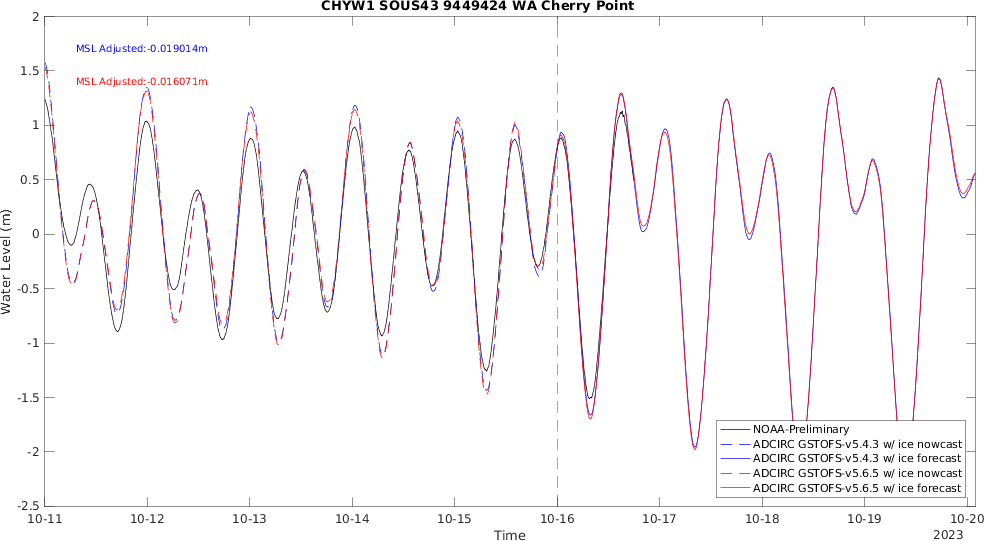 CHYW1 SOUS43 9449424 WA Cherry Point
MSL Adjusted:-0.019014m
MSL Adjusted:-0.016071m
Water Level (m)
2
1.5
1
0.5
0
-0.5
-1
-1.5
-2
-2.5
NOAA-Preliminary
ADCIRC GSTOFS-v5.4.3 w/ ice nowcast
ADCIRC GSTOFS-v5.4.3 w/ ice forecast
ADCIRC GSTOFS-v5.6.5 w/ ice nowcast
ADCIRC GSTOFS-v5.6.5 w/ ice forecast
10-11 10-12 10-13 10-14 10-15 10-16 10-17 10-18 10-19 10-20
Time
2023